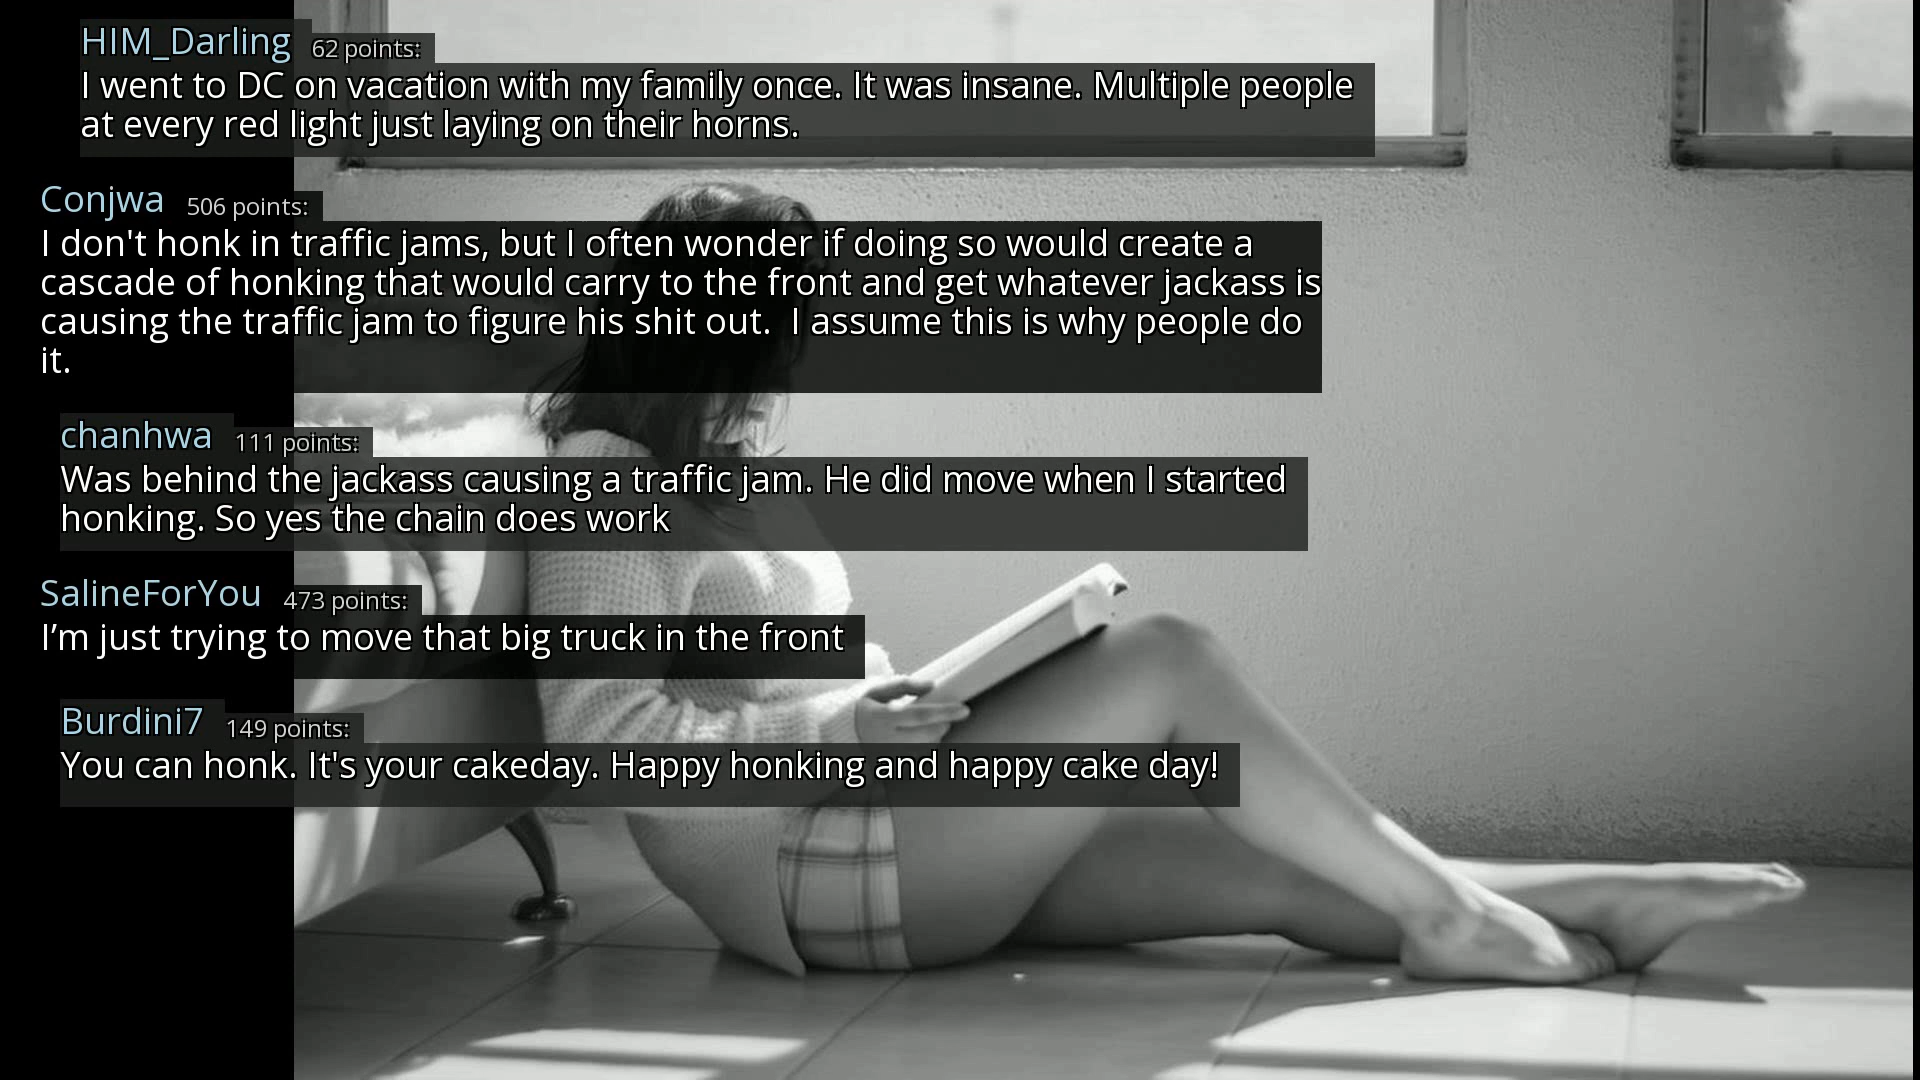 HIM_Darling 62 points:
I went to DC on vacation with my family once. It was insane. Multiple people
at every red light just laying on their horns.
Conjwa 506 points:
I don't honk in traffic jams, but I often wonder if doing so would create a
cascade of honking that would carry to the front and get whatever jackass is
causing the traffic jam to figure his shit out.  I assume this is why people do
it.
chanhwa 111 points:
Was behind the jackass causing a traffic jam. He did move when I started
honking. So yes the chain does work
SalineForYou 473 points:
I’m just trying to move that big truck in the front
Burdini7 149 points:
You can honk. It's your cakeday. Happy honking and happy cake day!